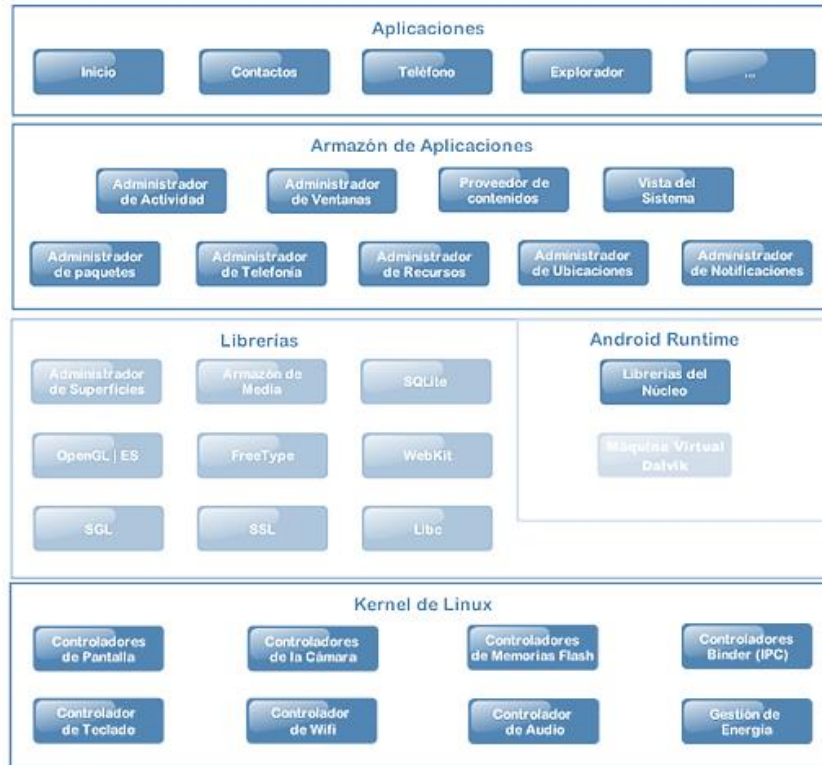 Aplicaciones
Inicio
Contactos
Teléfono
Explorador
...
Armazón de Aplicaciones
Administrador
de Actividad
Administrador
de Ventanas
Proveedor de
contenidos
Vista del
Sistema
Administrador
de paquetes
Administrador
de Telefonía
Administrador
de Recursos
Administrador
de Ubicaciones
Administrador
de Notificaciones
Librerías
Administrador
de Superficies
Armazón de
Media
SQLite
OpenGL | ES
FreeType
WebKit
SGL
SSL
Libc
Android Runtime
Librerías del
Núcleo
Máquina Virtual
Dalvik
Kernel de Linux
Controladores
de Pantalla
Controladores
de la Cámara
Controladores
de Memorias Flash
Controladores
Binder (IPC)
Controlador
de Teclado
Controlador
de Wifi
Controlador
de Audio
Gestión de
Energía